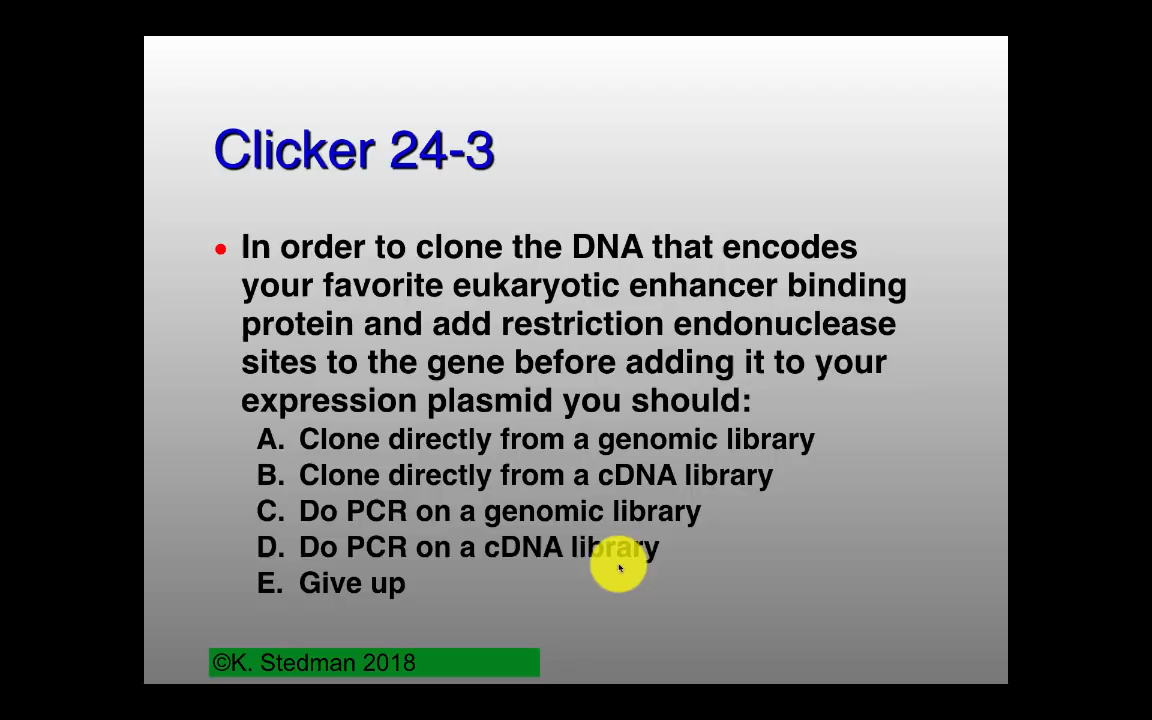 Clicker 24-3
• In order to clone the DNA that encodes
your favorite eukaryotic enhancer binding
protein and add restriction endonuclease
sites to the gene before adding it to your
expression plasmid you should:
A. Clone directly from a genomic library
B. Clone directly from a cDNA library
C. Do PCR on a genomic library
D. Do PCR on a cDNA library
E. Give up
©K. Stedman 2018